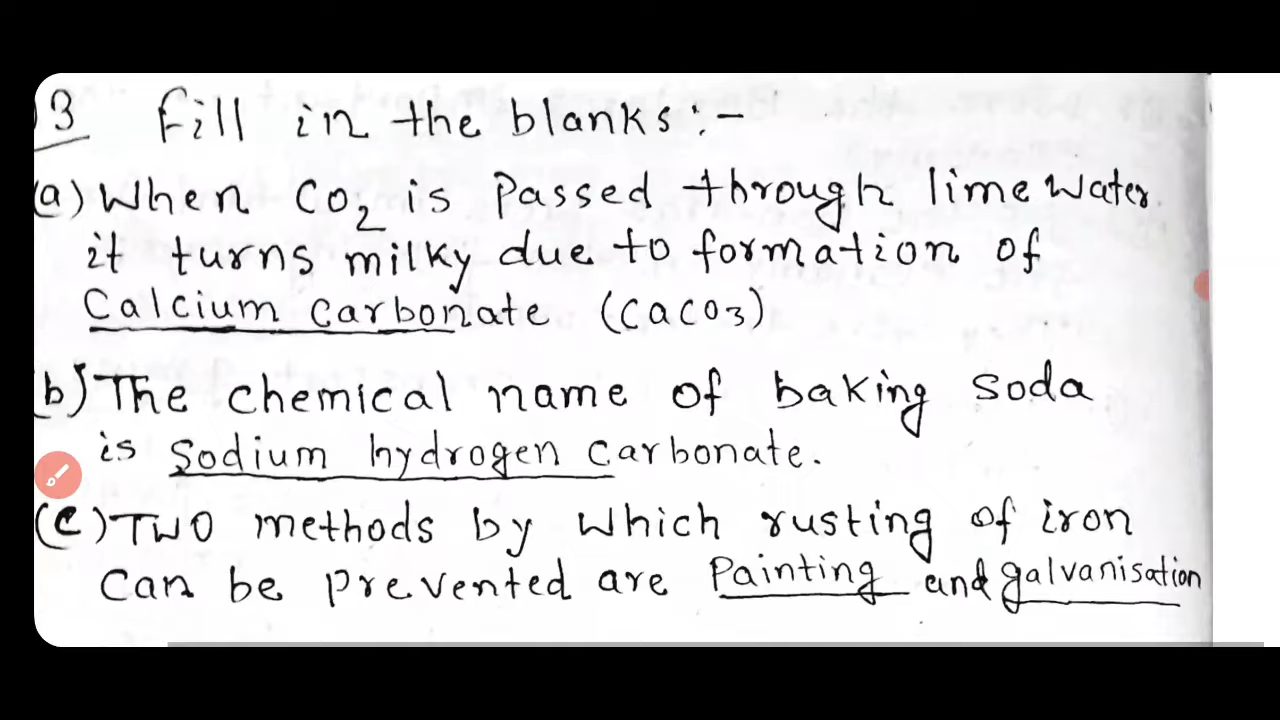 3 Fill in the blanks:-
(a) When CO2 is Passed through lime water
it turns milky due to formation of
Calcium carbonate (CaCO3)
(b) The chemical name of baking soda
is Sodium hydrogen carbonate.
(c) Two methods by which rusting of iron
can be prevented are Painting and galvanisation